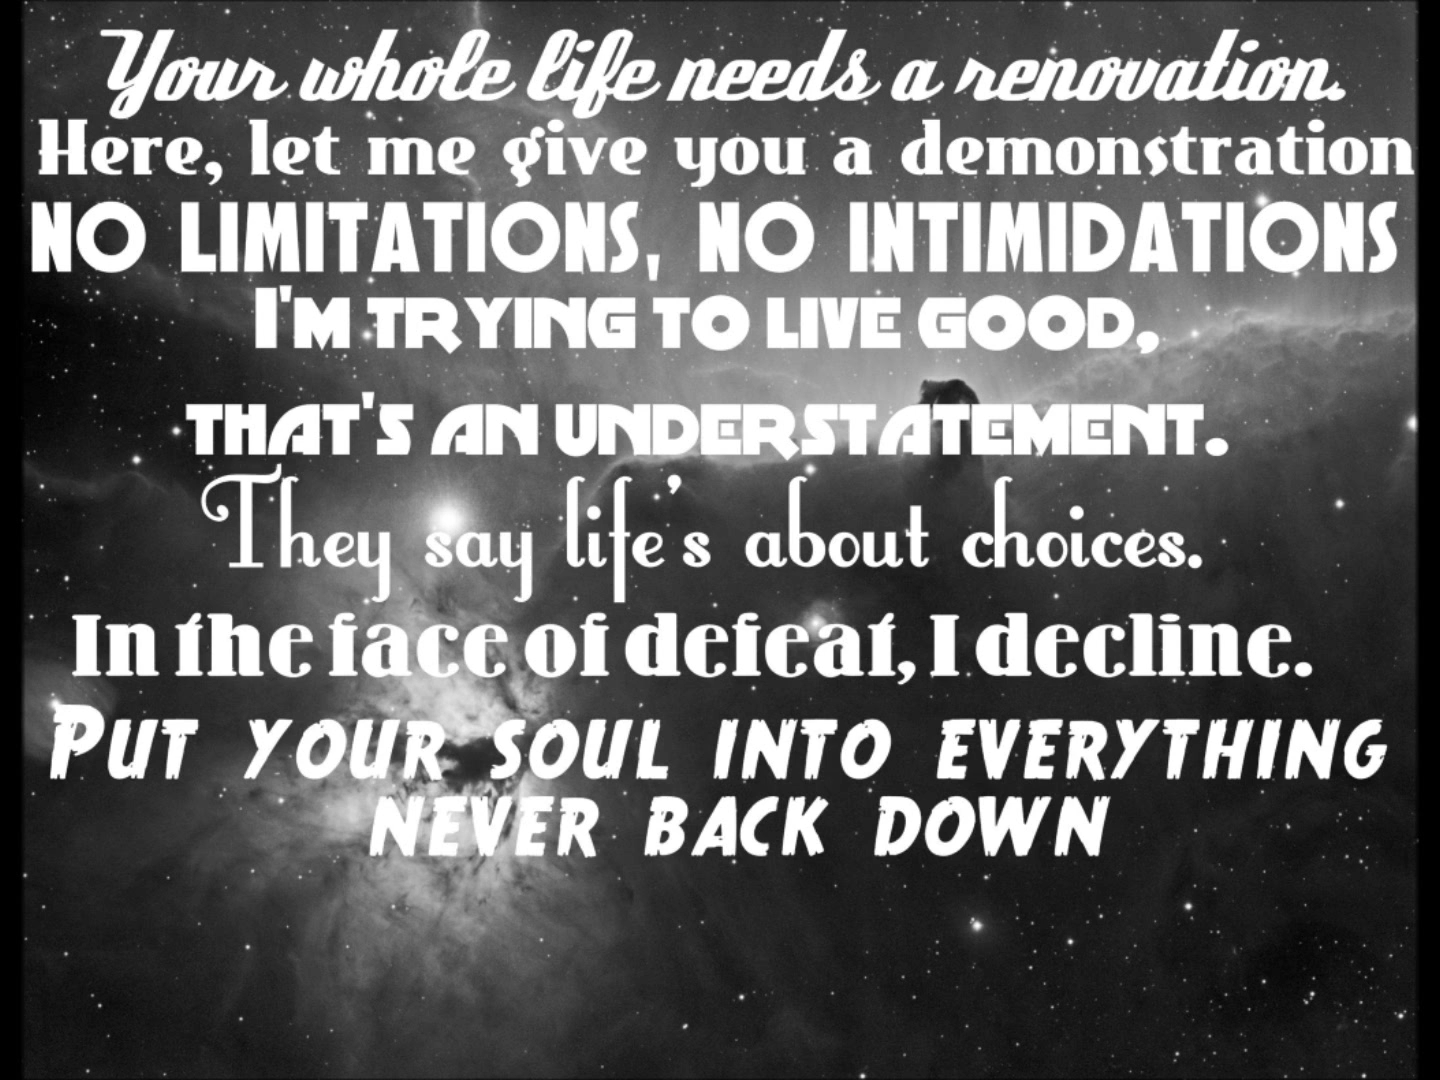 Your whole life needs a renovation.
Here, let me give you a demonstration
NO LIMITATIONS, NO INTIMIDATIONS
I'M TRYING TO LIVE GOOD,
THAT'S AN UNDERSTATEMENT.
They say life's about choices.
In the face of defeat, I decline.
PUT YOUR SOUL INTO EVERYTHING
NEVER BACK DOWN